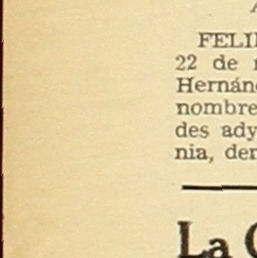 FELI
22 de
Hernán
nombre
des ady
nia, der
La